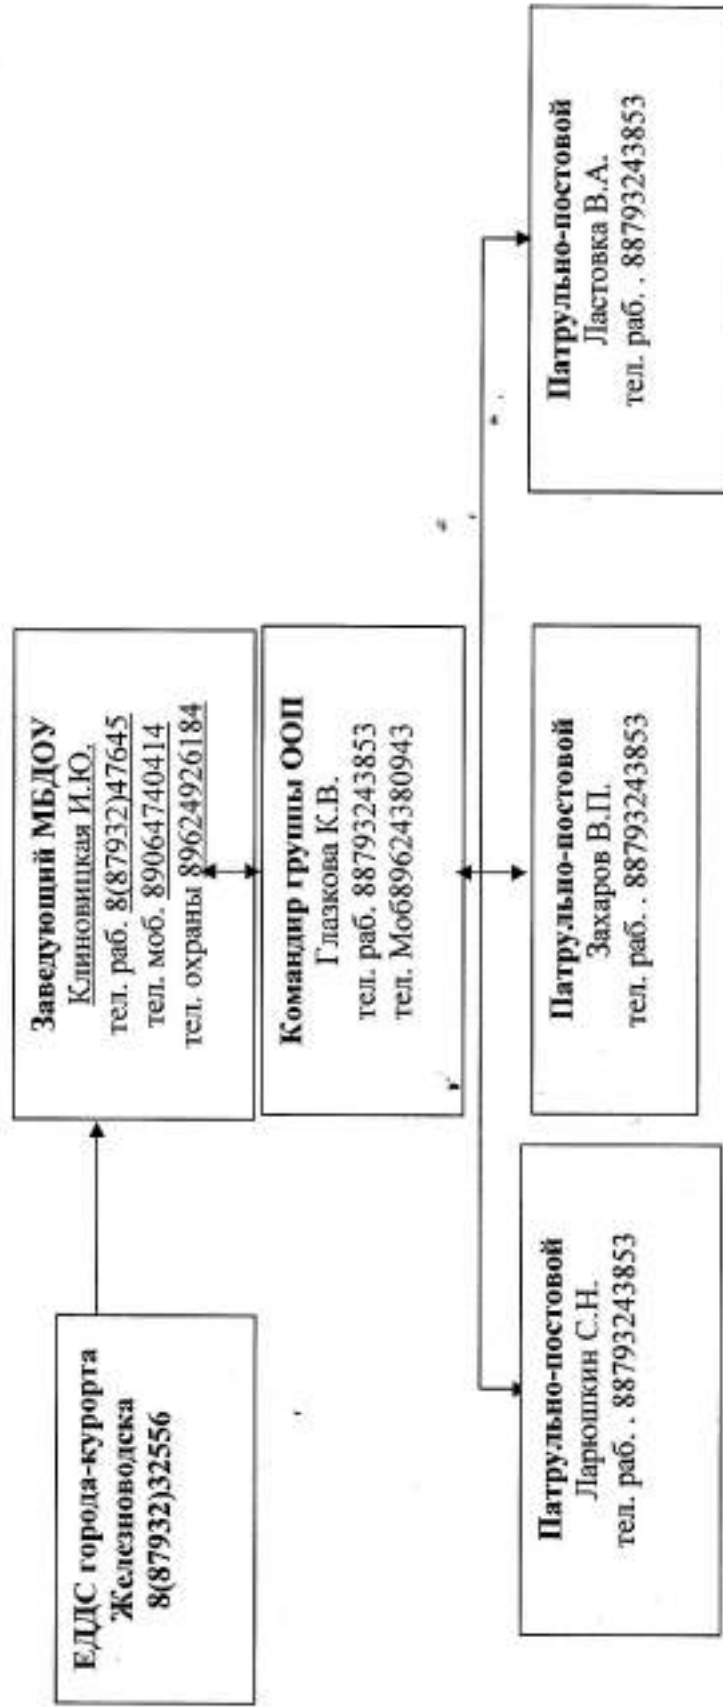 ЕДДС города-курорта
Железноводска
8(87932)32556
Заведующий МБДОУ
Клиновицкая И.Ю.
тел. раб. 8(87932)47645
тел. моб. 89064740414
тел. охраны 89624926184
Командир группы ООП
Глазкова К.В.
тел. раб. 88793243853
тел. Моб89624380943
Патрульно-постовой
Ларюшкин С.Н.
тел. раб. . 88793243853
Патрульно-постовой
Захаров В.П.
тел. раб. . 88793243853
Патрульно-постовой
Ластовка В.А.
тел. раб. . 88793243853